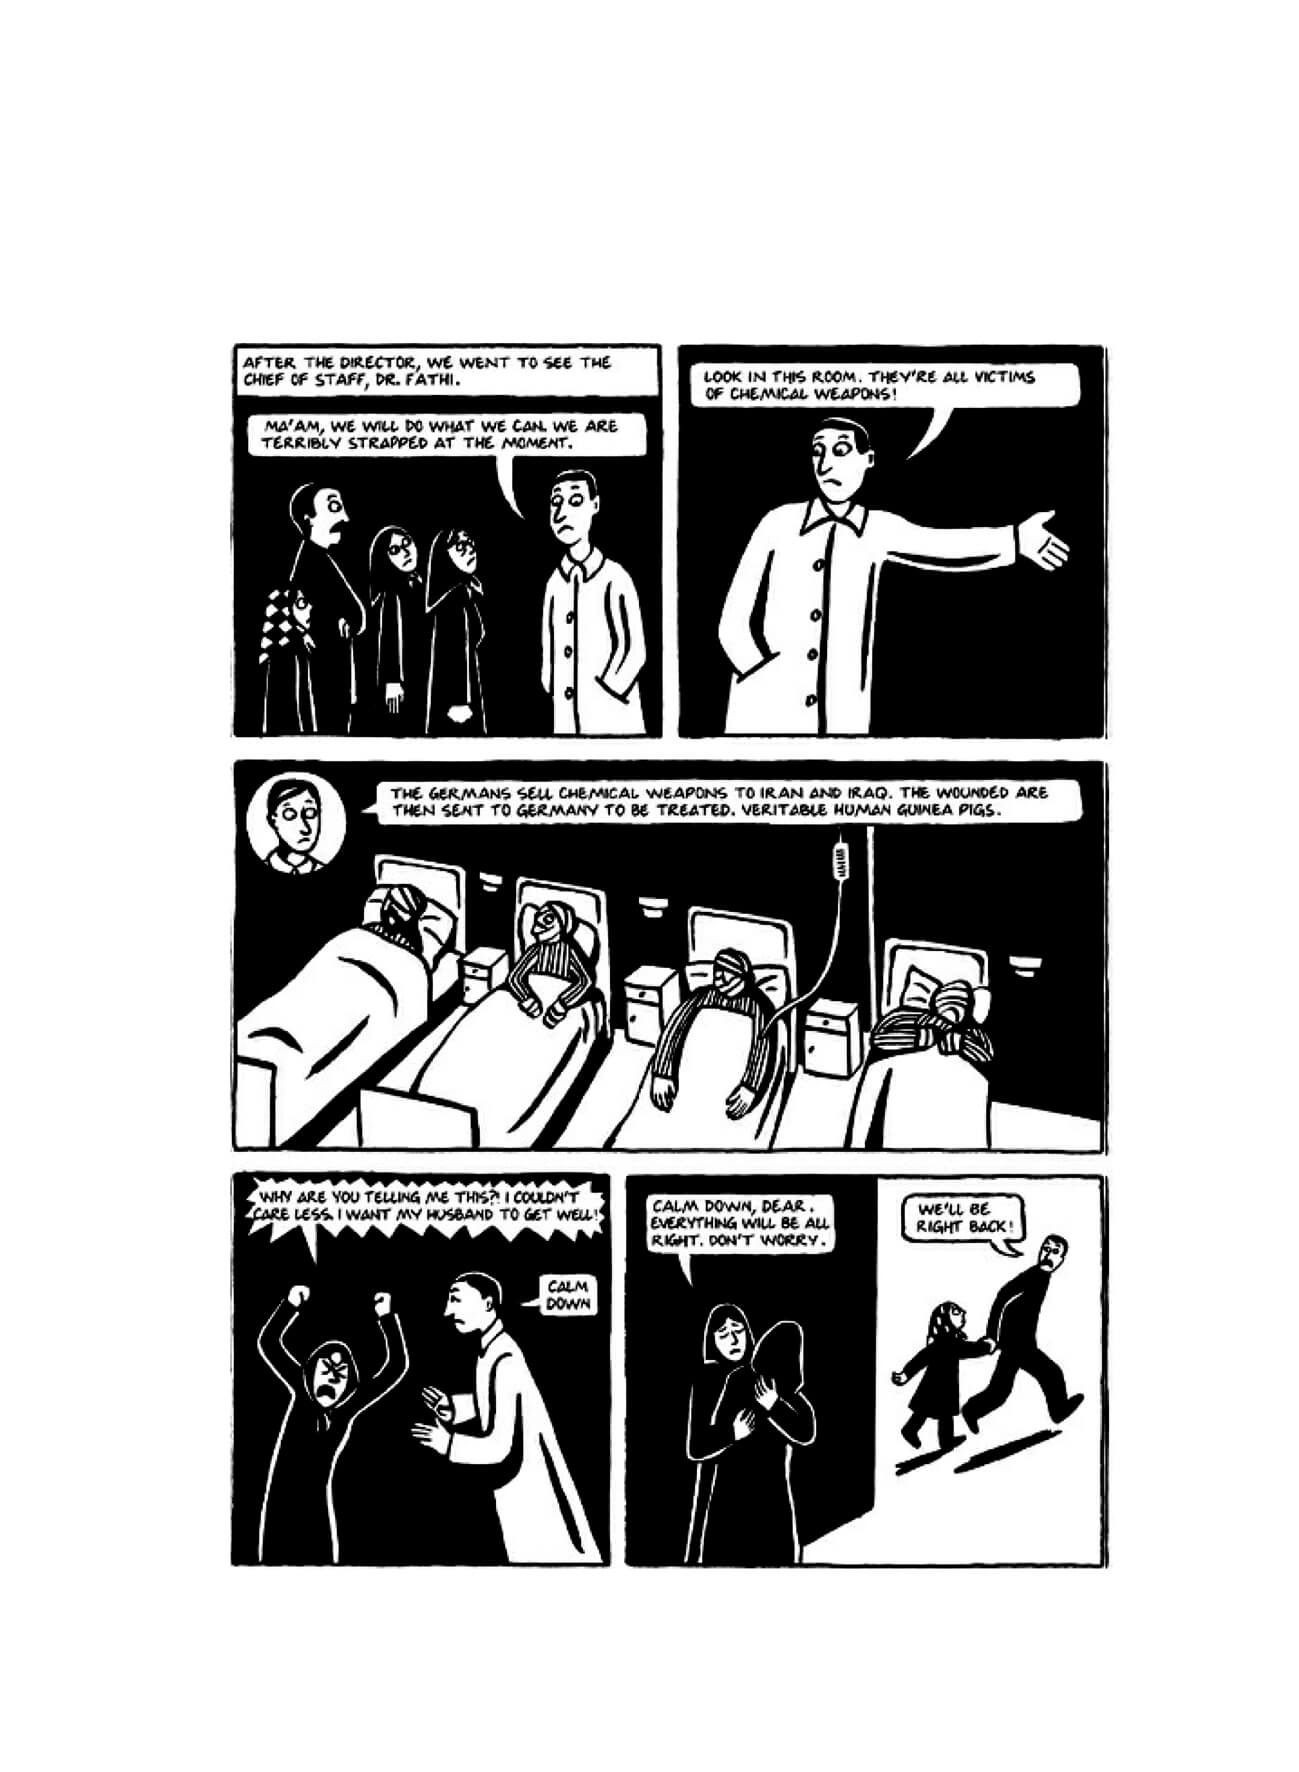 AFTER THE DIRECTOR, WE WENT TO SEE THE
CHIEF OF STAFF, DR. FATHI.
MA'AM, WE WILL DO WHAT WE CAN. WE ARE
TERRIBLY STRAPPED AT THE MOMENT.
LOOK IN THIS ROOM. THEY'RE ALL VICTIMS
OF CHEMICAL WEAPONS!
THE GERMANS SELL CHEMICAL WEAPONS TO IRAN AND IRAQ. THE WOUNDED ARE
THEN SENT TO GERMANY TO BE TREATED. VERITABLE HUMAN GUINEA PIGS.
WHY ARE YOU TELLING ME THIS?! I COULDN'T
CARE LESS. I WANT MY HUSBAND TO GET WELL!
CALM
DOWN
CALM DOWN, DEAR.
EVERYTHING WILL BE ALL
RIGHT. DON'T WORRY.
WE'LL BE
RIGHT BACK!